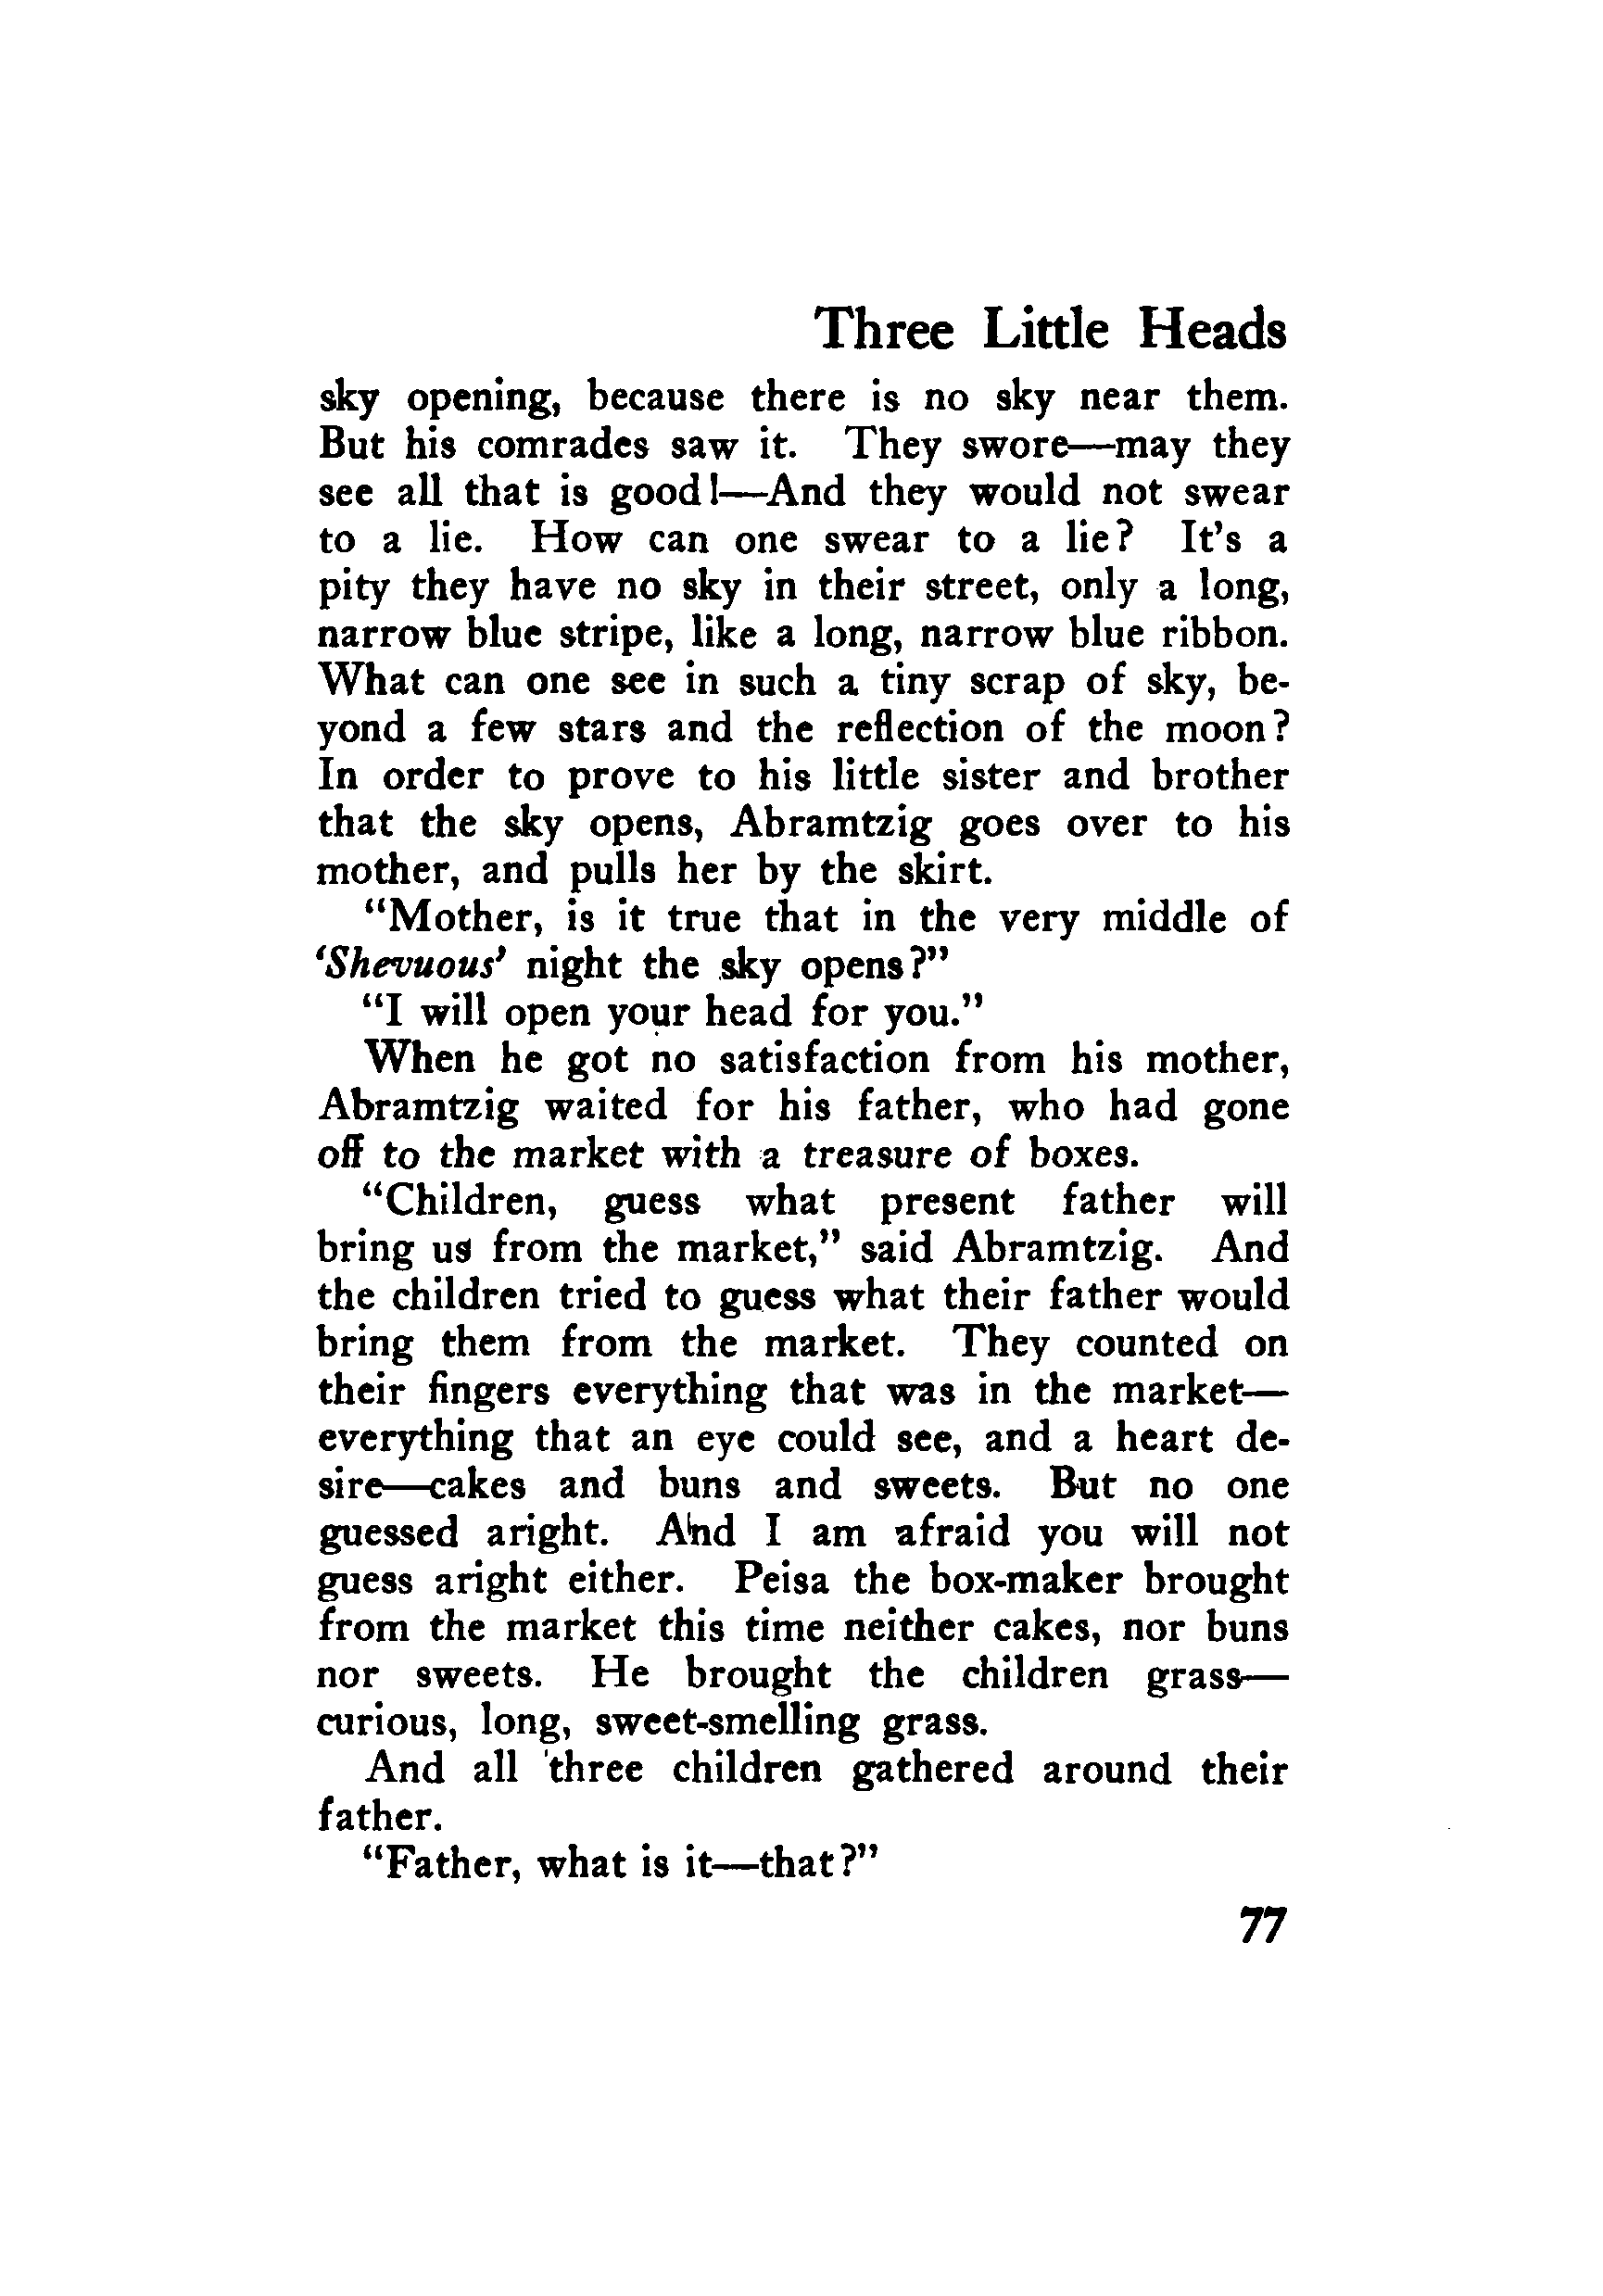 Three Little Heads
sky opening, because there is no sky near them.
But his comrades saw it. They swore—may they
see all that is good!—And they would not swear
to a lie. How can one swear to a lie? It's a
pity they have no sky in their street, only a long,
narrow blue stripe, like a long, narrow blue ribbon.
What can one see in such a tiny scrap of sky, be-
yond a few stars and the reflection of the moon?
In order to prove to his little sister and brother
that the sky opens, Abramtzig goes over to his
mother, and pulls her by the skirt.
"Mother, is it true that in the very middle of
'Shevuous' night the sky opens?"
"I will open your head for you."
When he got no satisfaction from his mother,
Abramtzig waited for his father, who had gone
off to the market with a treasure of boxes.
"Children, guess what present father will
bring us from the market," said Abramtzig. And
the children tried to guess what their father would
bring them from the market. They counted on
their fingers everything that was in the market—
everything that an eye could see, and a heart de-
sire—cakes and buns and sweets. But no one
guessed aright. And I am afraid you will not
guess aright either. Peisa the box-maker brought
from the market this time neither cakes, nor buns
nor sweets. He brought the children grass—
curious, long, sweet-smelling grass.
And all three children gathered around their
father.
"Father, what is it—that?"
77